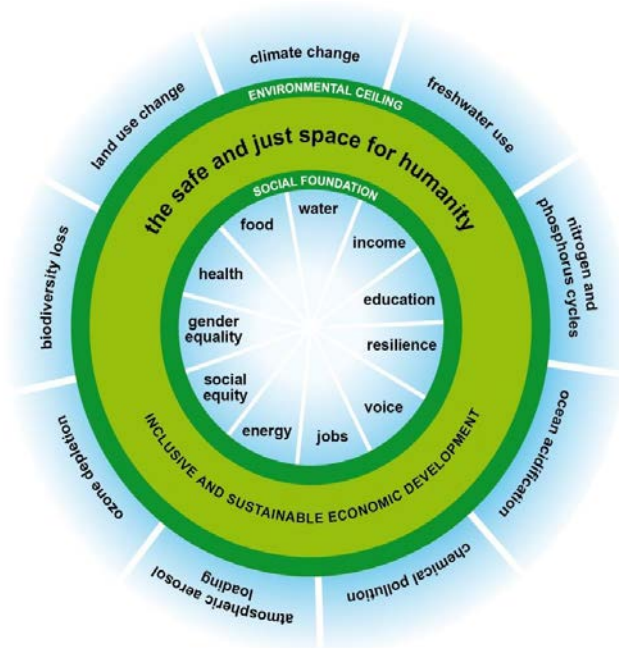 climate change
freshwater use
nitrogen and
phosphorus cycles
ocean acidification
chemical pollution
atmospheric aerosol
loading
ozone depletion
biodiversity loss
land use change
ENVIRONMENTAL CEILING
the safe and just space for humanity
SOCIAL FOUNDATION
water
income
education
resilience
voice
jobs
energy
social
equity
gender
equality
health
food
INCLUSIVE AND SUSTAINABLE ECONOMIC DEVELOPMENT